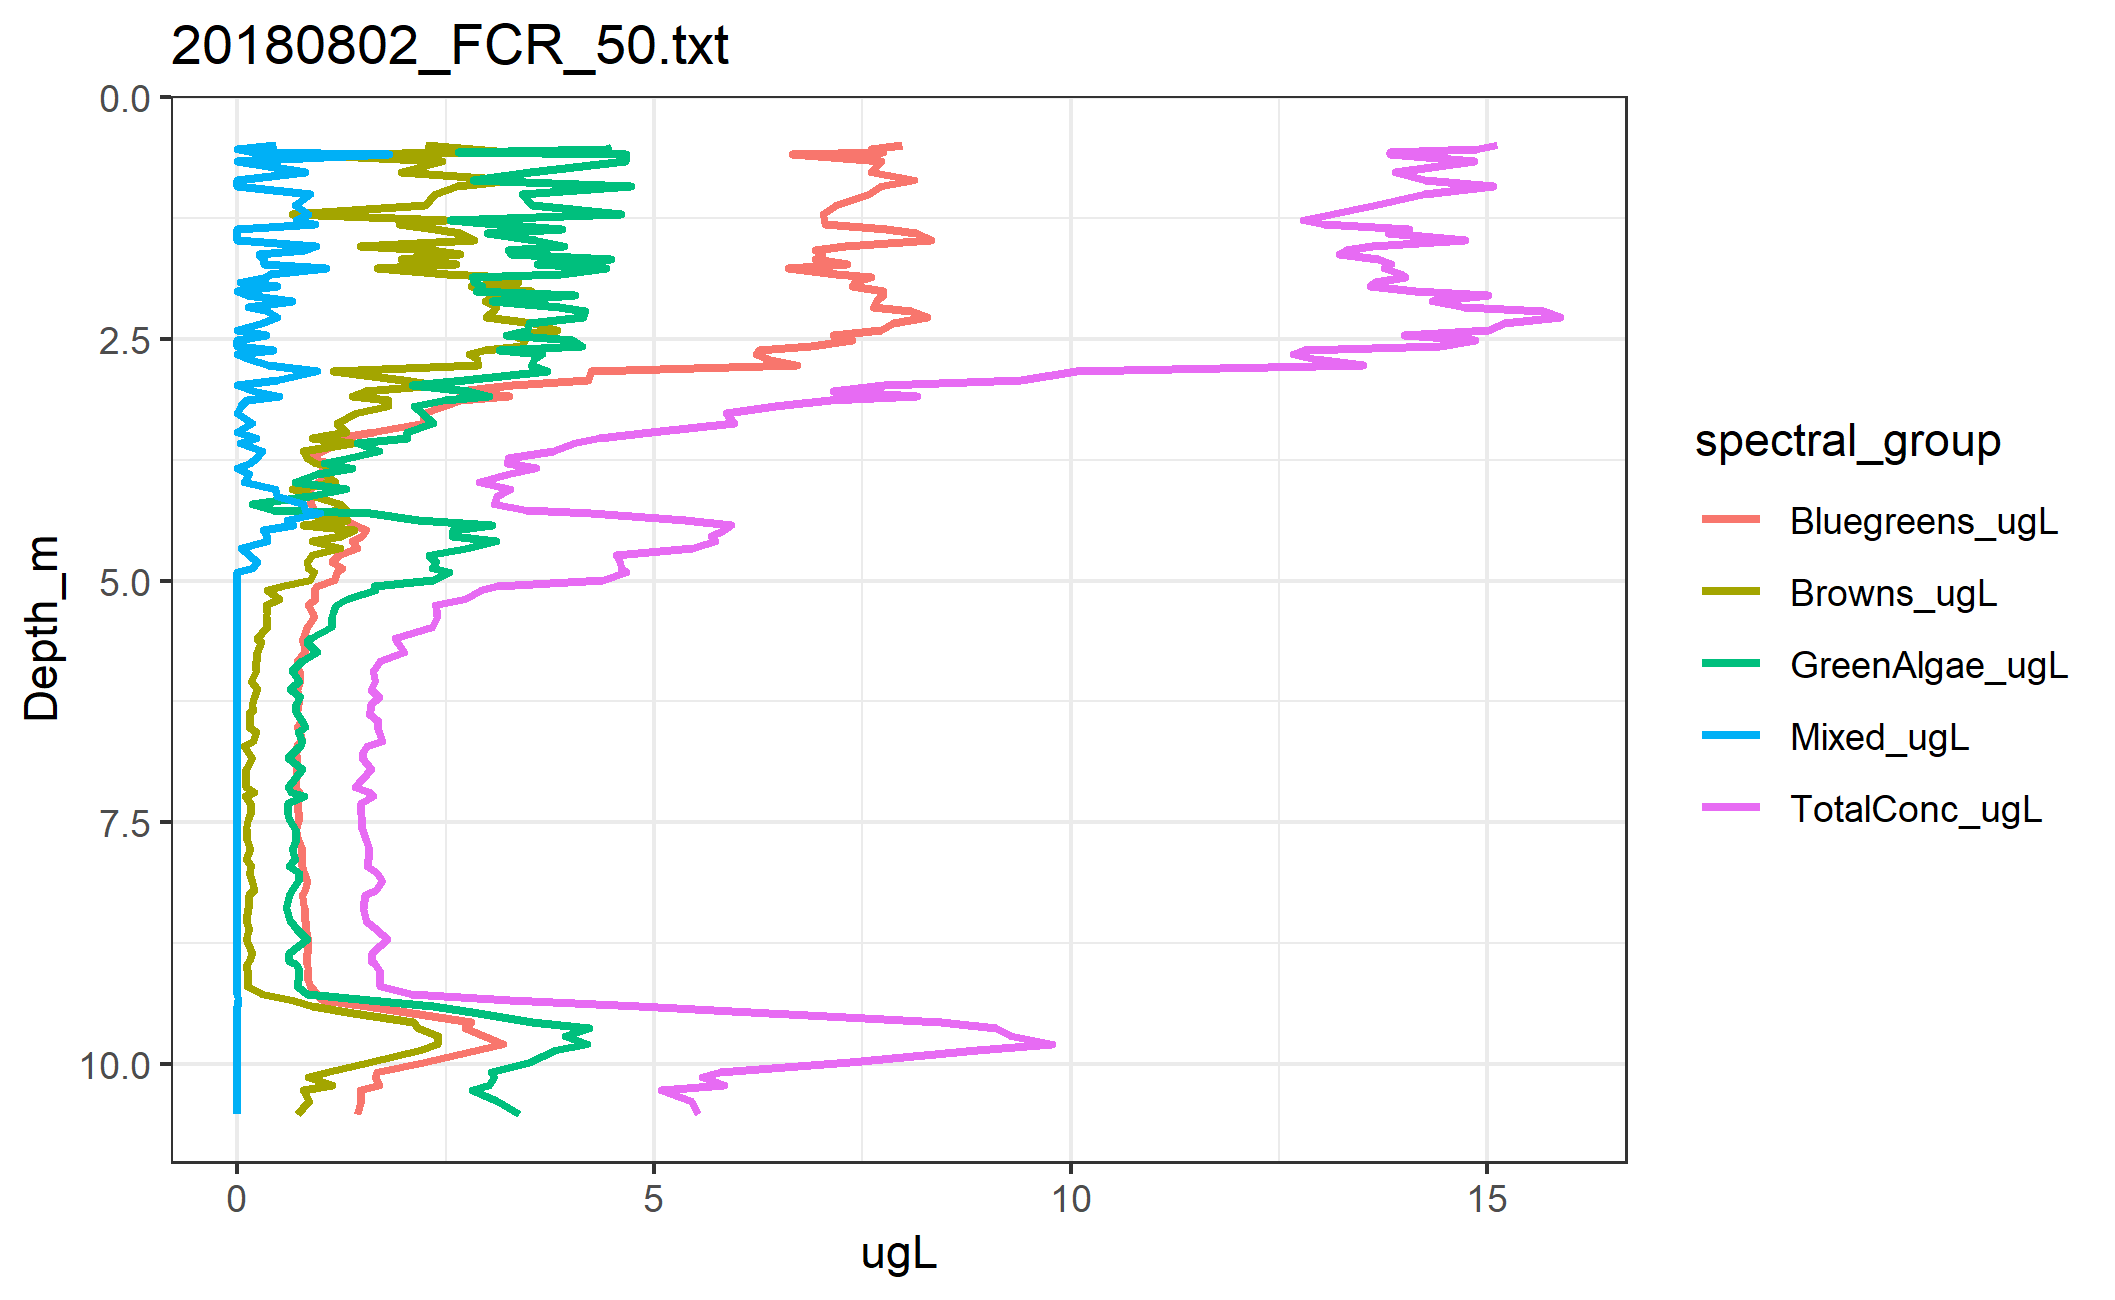 20180802_FCR_50.txt
0.0
2.5
5.0
7.5
10.0
Depth_m
0
5
10
15
ugL
spectral_group
Bluegreens_ugL
Browns_ugL
GreenAlgae_ugL
Mixed_ugL
TotalConc_ugL